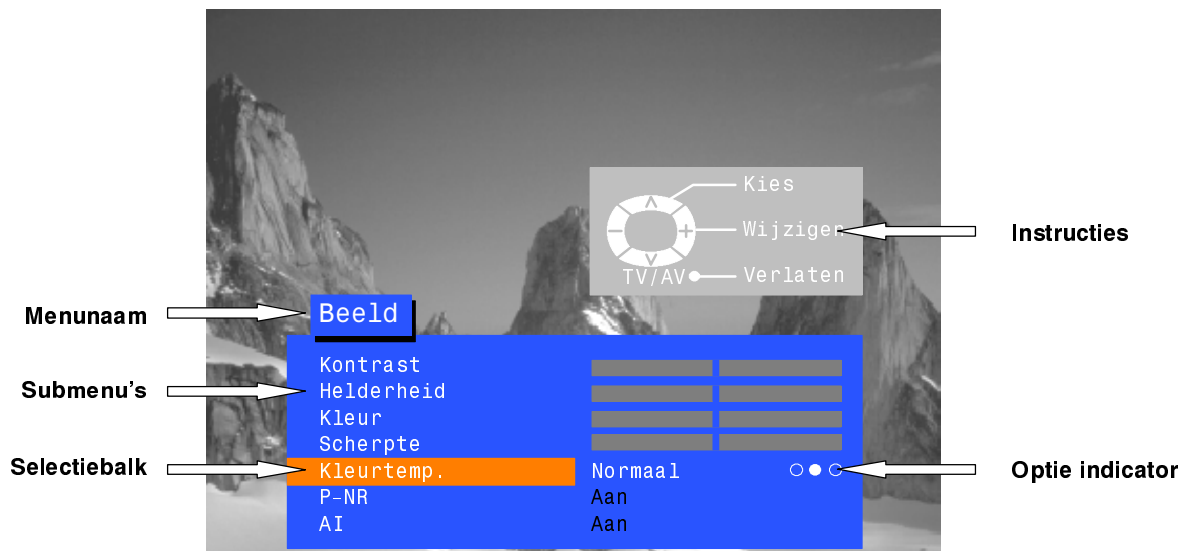 Kies
Wijzigen
Instructies
TV/AV Verlaten
Menunaam
Beeld
Kontrast
Submenu's
Helderheid
Kleur
Scherpte
Selectiebalk
Kleurtemp.
Normaal
Optie indicator
P-NR
Aan
AI
Aan